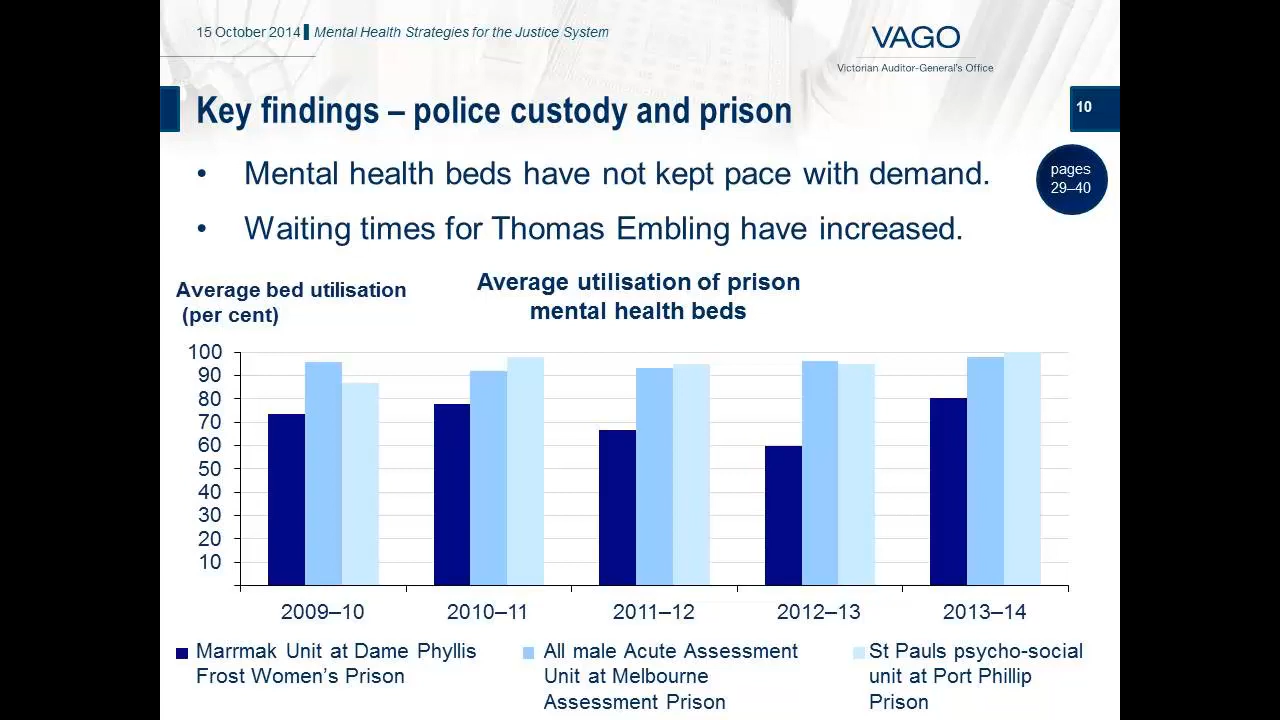 15 October 2014 Mental Health Strategies for the Justice System
VAGO
Victorian Auditor-General's Office
Key findings – police custody and prison
10
• Mental health beds have not kept pace with demand.
pages
29–40
• Waiting times for Thomas Embling have increased.
Average bed utilisation
(per cent)
Average utilisation of prison
mental health beds
100
90
80
70
60
50
40
30
20
10
2009–10 2010–11 2011–12 2012–13 2013–14
Marrmak Unit at Dame Phyllis
Frost Women's Prison
All male Acute Assessment
Unit at Melbourne
Assessment Prison
St Pauls psycho-social
unit at Port Phillip
Prison